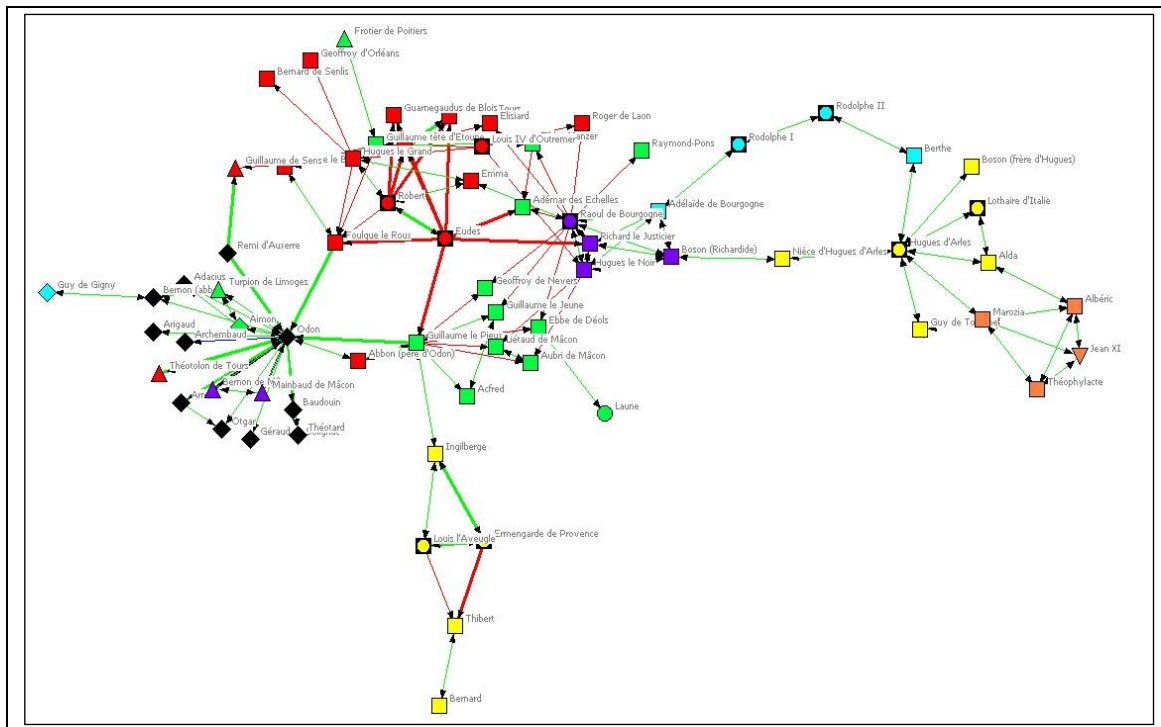 Frotier de Poitiers
Geoffroy d'Orléans
Bernard de Senlis
Guarnegaudus de Blois
Tours
Elisiard
Roger de Laon
Rodolphe II
Guillaume tête d'Etoupe
Louis IV d'Outremer
Raymond-Pons
Rodolphe I
Hugues le Grand
Berthe
Boson (frère d'Hugues)
Guillaume de Sens
Emma
Robert
Adémar des Echelles
Adélaïde de Bourgogne
Lothaire d'Italie
Raoul de Bourgogne
Foulque le Roux
Eudes
Richard le Justicier
Remi d'Auxerre
Hugues le Noir
Boson (Richardide)
Nièce d'Hugues d'Arles
Hugues d'Arles
Alda
Adacius
Turpion de Limoges
Geoffroy de Nevers
Guy de Gigny
Bernon (abb
Guillaume le Jeune
Albéric
Marozia
Aimon
Odon
Ebbe de Déols
Arigaud
Archembaud
Guillaume le Pieux
Liétaud de Mâcon
Jean XI
Abbon (père d'Odon)
Aubri de Mâcon
Théotolon de Tours
Théophylacte
Mainbaud de Mâcon
Acfred
Baudouin
Laune
Théotard
Ingilberge
Ermengarde de Provence
Louis l'Aveugle
Thibert
Bernard